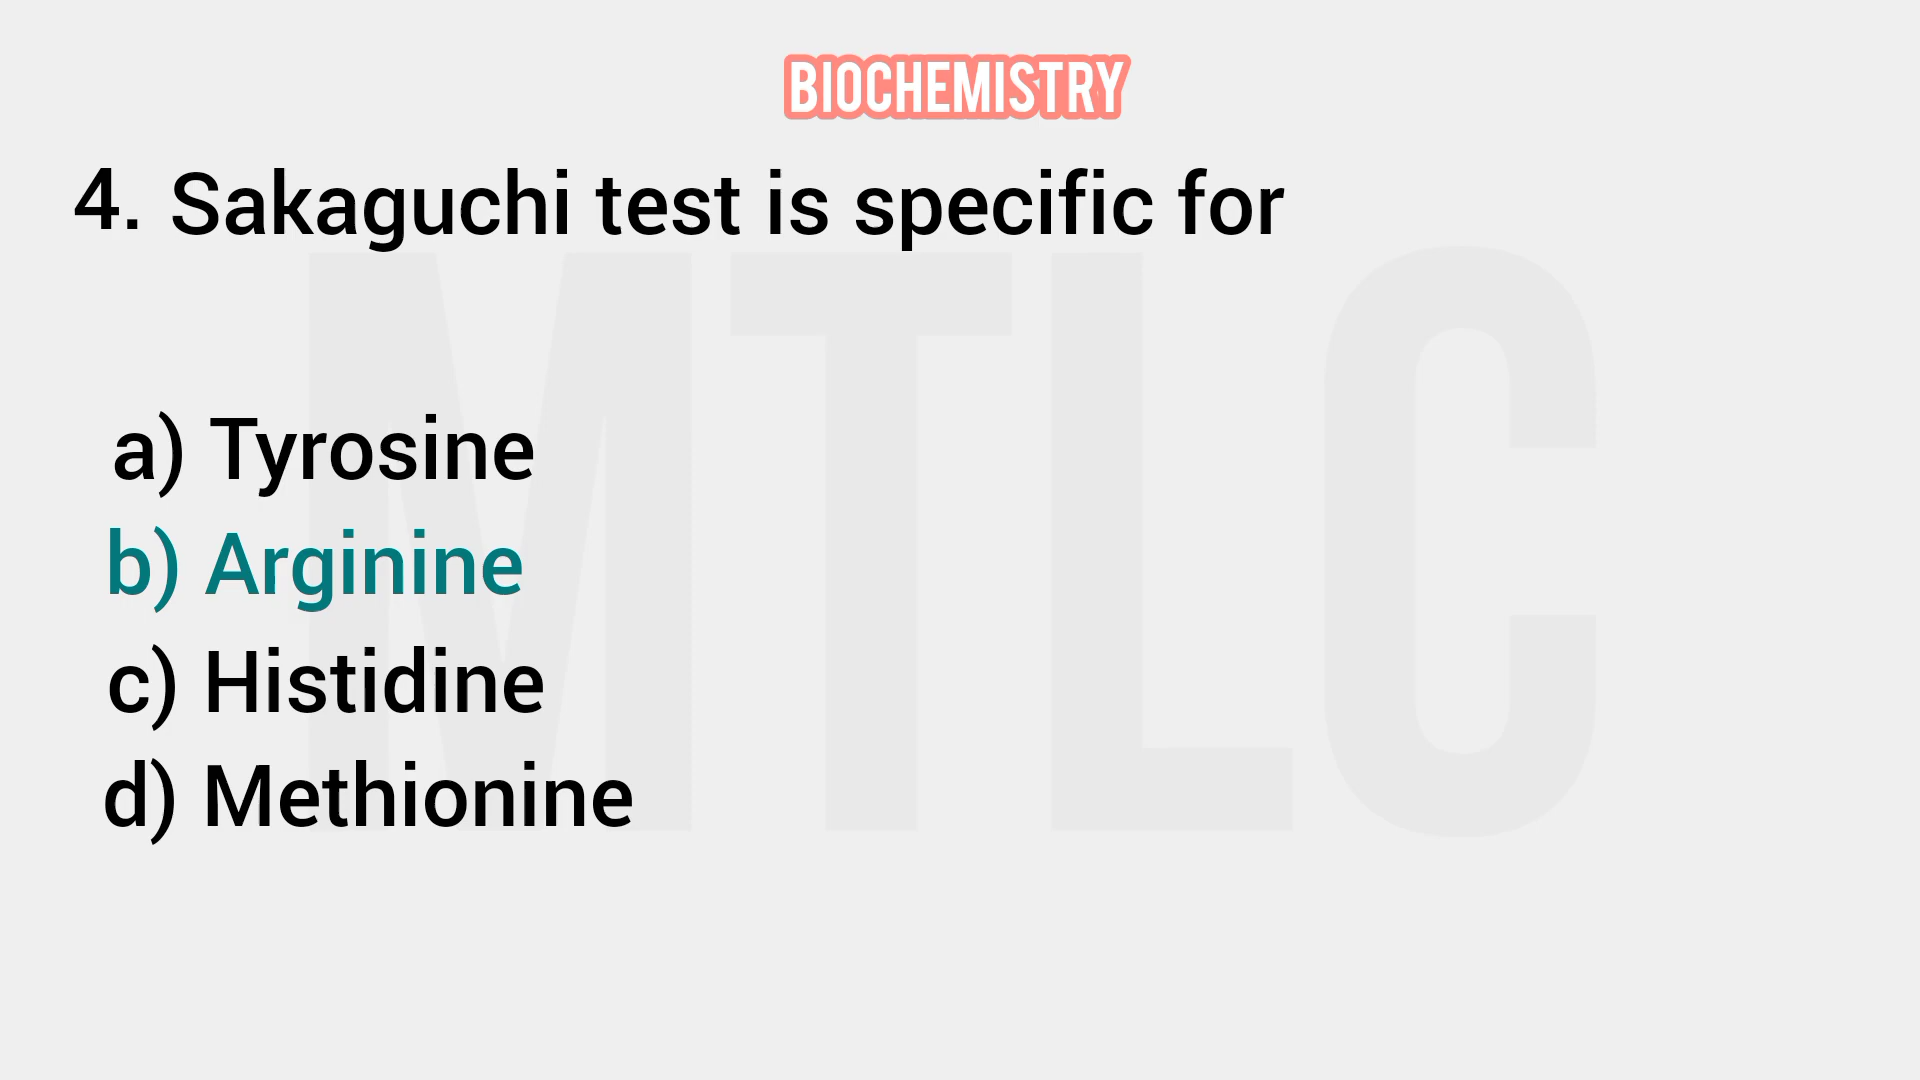 BIOCHEMISTRY
4. Sakaguchi test is specific for
MTLC
a) Tyrosine
b) Arginine
c) Histidine
d) Methionine